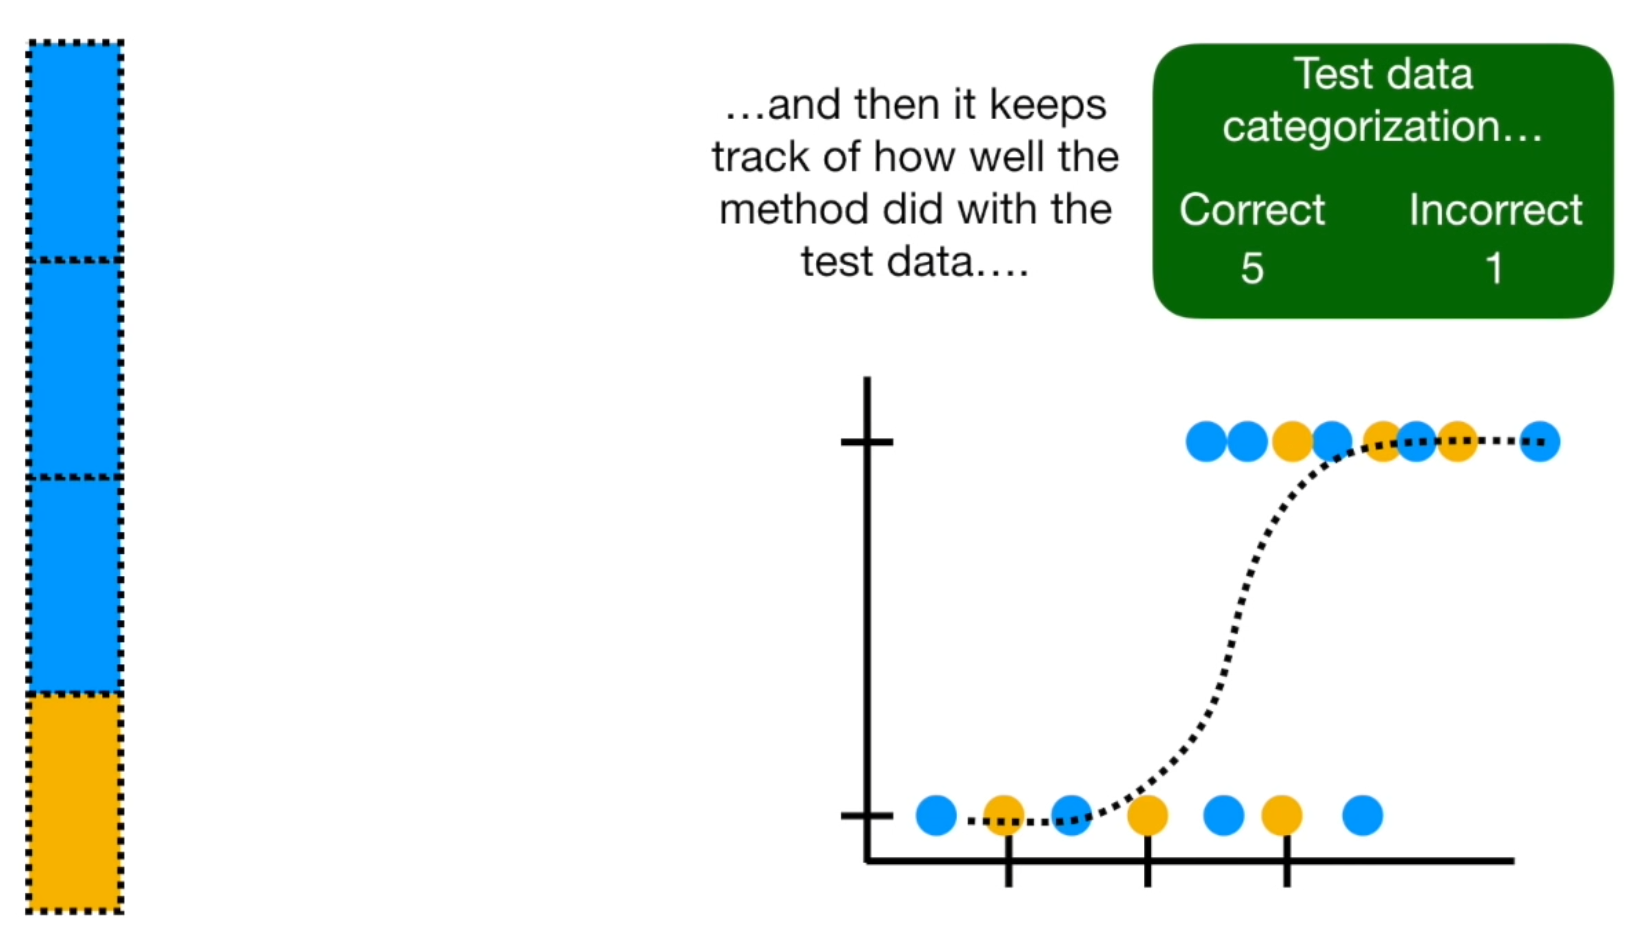 …and then it keeps
track of how well the
method did with the
test data….
Test data
categorization…
Correct Incorrect
5 1